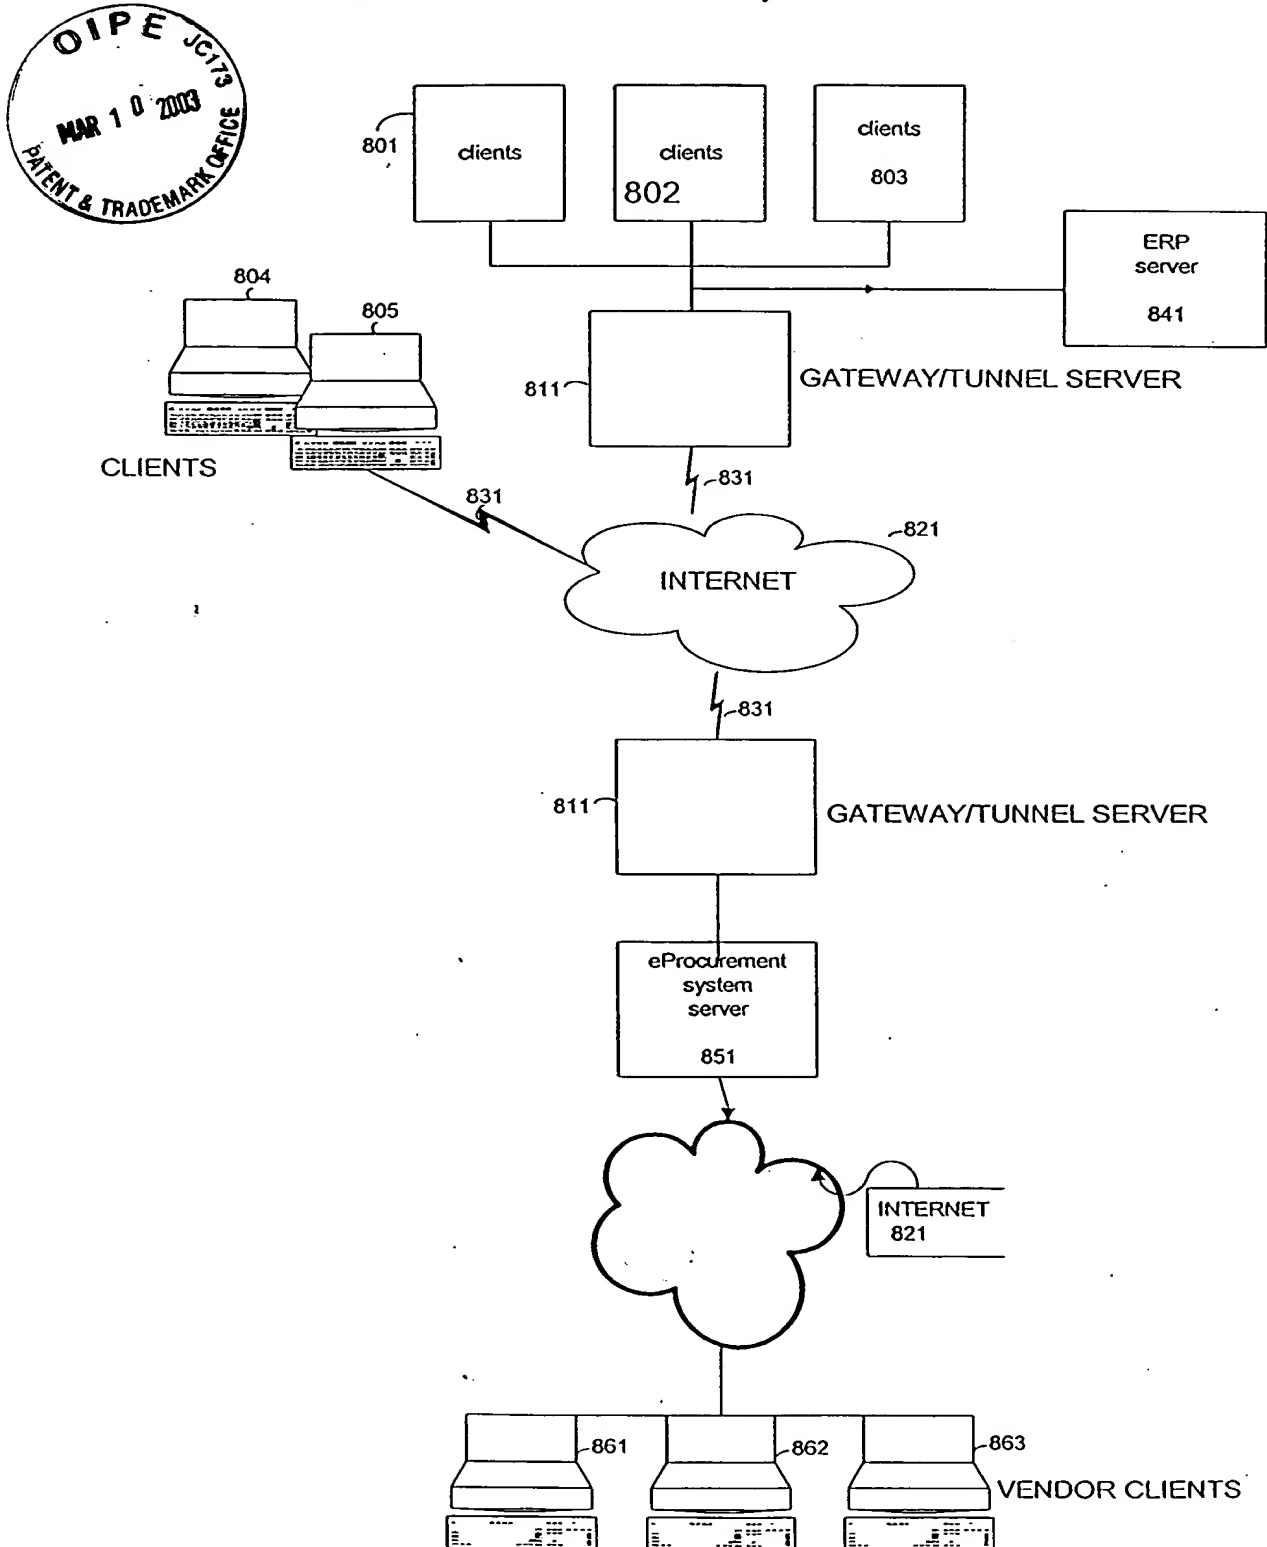 OIPE JC173
MAR 10 2003
PATENT & TRADEMARK OFFICE
801
clients
clients
802
clients
803
ERP
server
841
804
805
811
GATEWAY/TUNNEL SERVER
CLIENTS
831
831
821
INTERNET
831
811
GATEWAY/TUNNEL SERVER
eProcurement
system
server
851
INTERNET
821
861
862
863
VENDOR CLIENTS